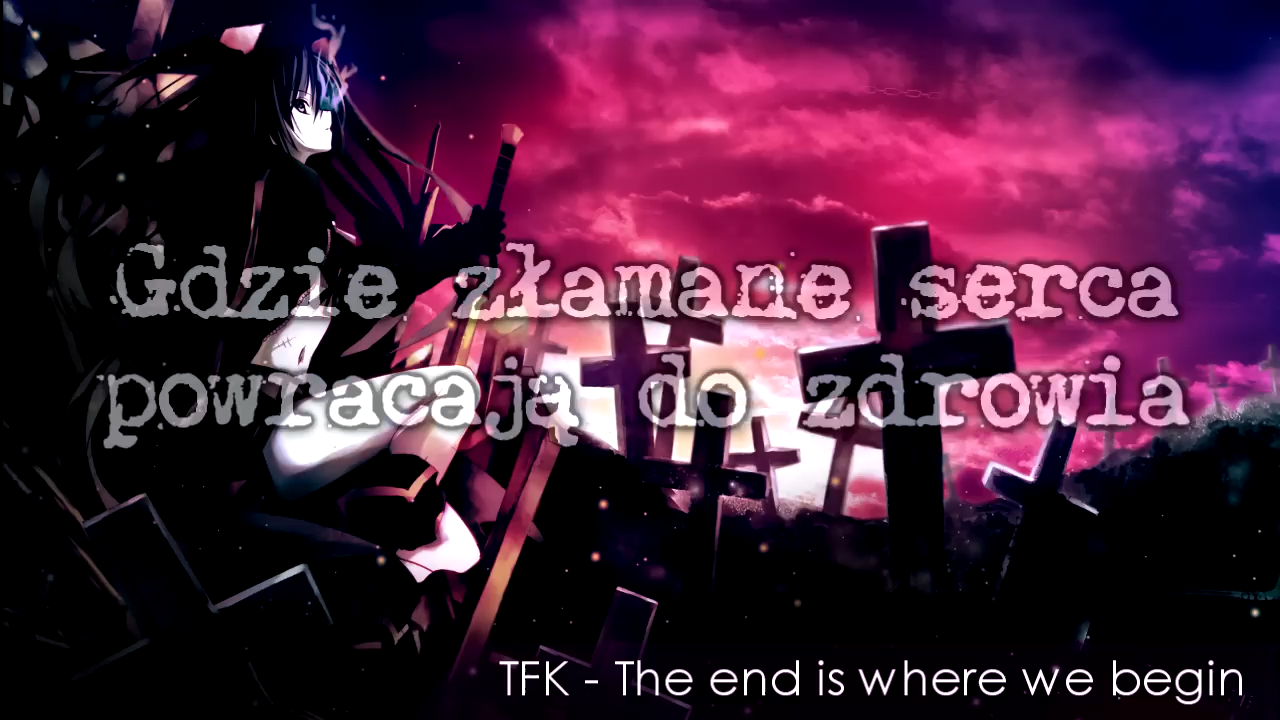 Gdzie złamane serca
powracają do zdrowia
TFK - The end is where we begin